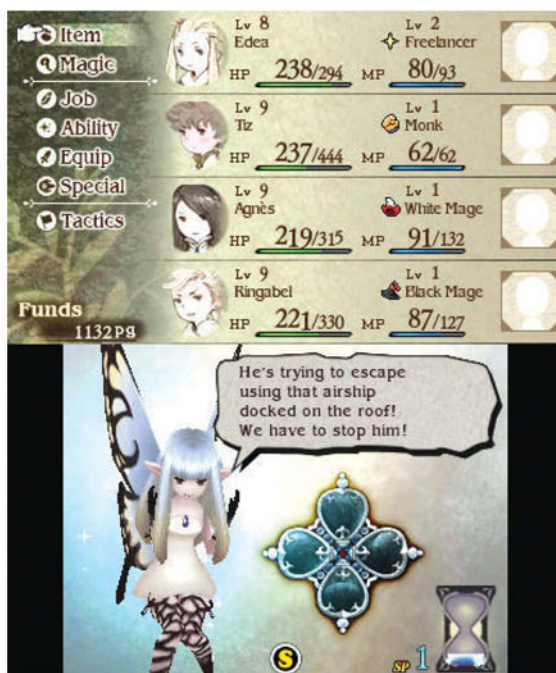 Item
Magic
Job
Ability
Equip
Special
Tactics
Funds
1132pg
Lv 8
Edea
Lv 2
Freelancer
HP 238/294 MP 80/93
Lv 9
Tiz
Lv 1
Monk
HP 237/444 MP 62/62
Lv 9
Agnès
Lv 1
White Mage
HP 219/315 MP 91/132
Lv 9
Ringabel
Lv 1
Black Mage
HP 221/330 MP 87/127
He's trying to escape
using that airship
docked on the roof!
We have to stop him!
S
SP 1